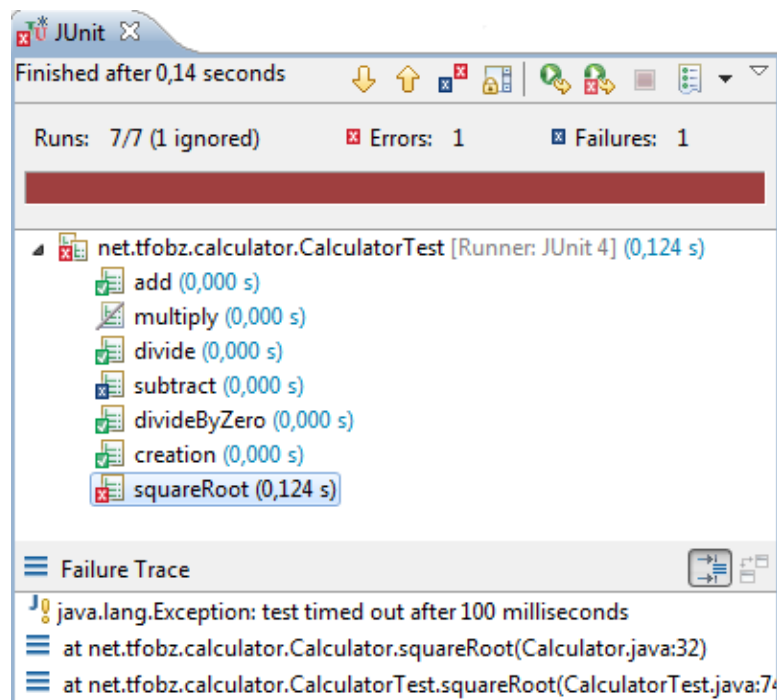 JUnit
Finished after 0,14 seconds
Runs: 7/7 (1 ignored) Errors: 1 Failures: 1
net.tfobz.calculator.CalculatorTest [Runner: JUnit 4] (0,124 s)
add (0,000 s)
multiply (0,000 s)
divide (0,000 s)
subtract (0,000 s)
divideByZero (0,000 s)
creation (0,000 s)
squareRoot (0,124 s)
Failure Trace
java.lang.Exception: test timed out after 100 milliseconds
at net.tfobz.calculator.Calculator.squareRoot(Calculator.java:32)
at net.tfobz.calculator.CalculatorTest.squareRoot(CalculatorTest.java:7